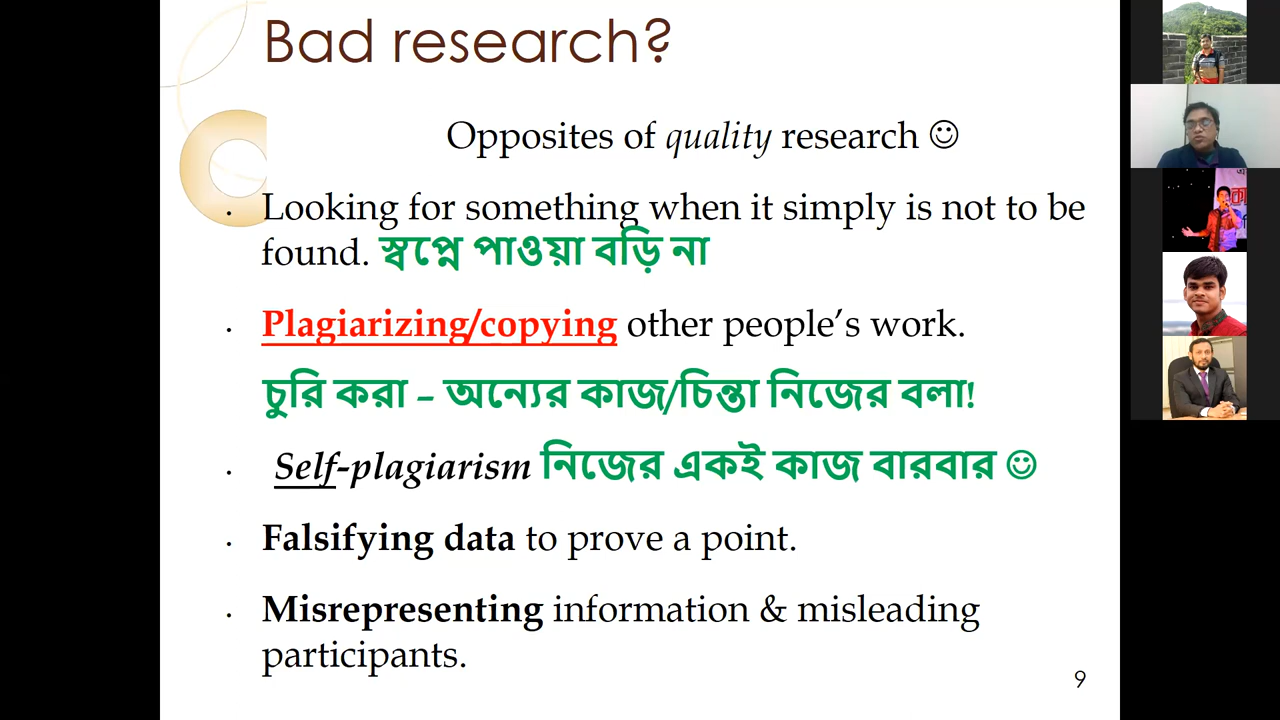 Bad research?
Opposites of quality research ☺
• Looking for something when it simply is not to be
found. স্বপ্নে পাওয়া বড়ি না
• Plagiarizing/copying other people’s work.
চুরি করা – অন্যের কাজ/চিন্তা নিজের বলা!
• Self-plagiarism নিজের একই কাজ বারবার ☺
• Falsifying data to prove a point.
• Misrepresenting information & misleading
participants.
9